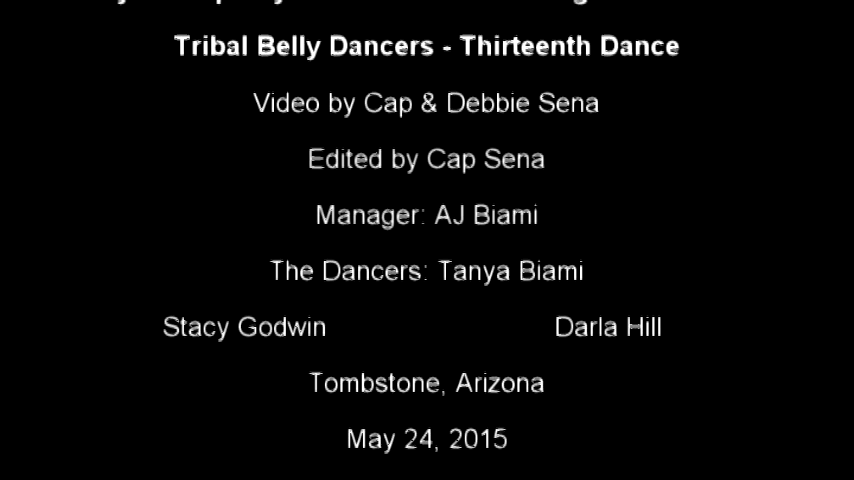 Tribal Belly Dancers - Thirteenth Dance
Video by Cap & Debbie Sena
Edited by Cap Sena
Manager: AJ Biami
The Dancers: Tanya Biami
Stacy Godwin Darla Hill
Tombstone, Arizona
May 24, 2015